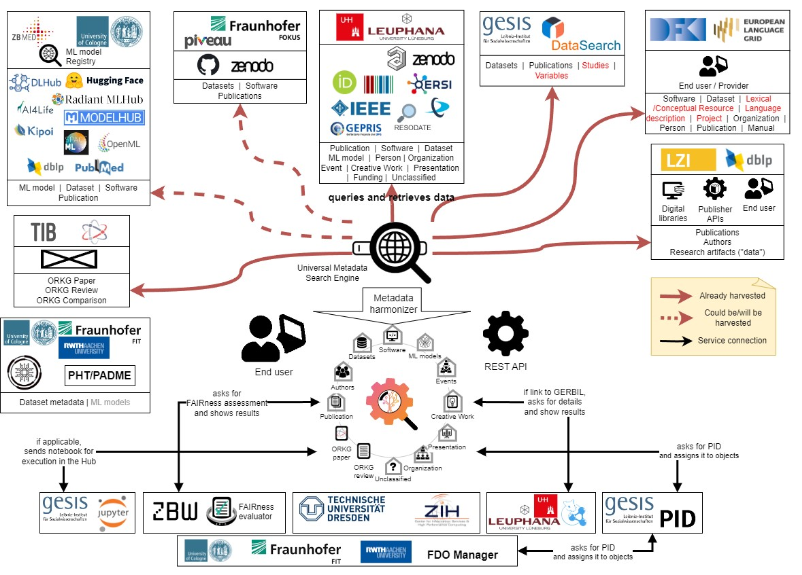 ZB MED
University
of Cologne
ML model
Registry
DLHub
Hugging Face
Radiant MLHub
AI4Life
MODELHUB
Kipoi
ML
OpenML
dblp
PubMed
ML model | Dataset | Software
Publication
Fraunhofer
FOKUS
piveau
zenodo
Datasets | Software
Publications
LEUPHANA
UNIVERSITÄT LÜNEBURG
zenodo
iD
ERSI
IEEE
GEPRIS
RESODATE
Publication | Software | Dataset
ML model | Person | Organization
Event | Creative Work | Presentation
Funding | Unclassified
gesis
Leibniz-Institut
für Sozialwissenschaften
DataSearch
Datasets | Publications | Studies |
Variables
DFKI
EUROPEAN
LANGUAGE
GRID
End user / Provider
Software | Dataset | Lexical
/Conceptual Resource | Language
description | Project | Organization |
Person | Publication | Manual
LZI
dblp
Digital
libraries
Publisher
APIs
End user
Publications
Authors
Research artifacts ("data")
queries and retrieves data
TIB
ORKG Paper
ORKG Review
ORKG Comparison
Universal Metadata
Search Engine
Metadata
harmonizer
Already harvested
Could be/will be
harvested
Service connection
University
of Cologne
Fraunhofer
FIT
RWTH AACHEN
UNIVERSITY
PHT/PADME
Dataset metadata | ML models
End user
REST API
Software
Datasets
ML models
Authors
Events
Publication
Creative Work
ORKG
paper
Presentation
ORKG
review
Organization
Unclassified
asks for
FAIRness assessment
and shows results
if link to GERBIL,
asks for details
and show results
if applicable,
sends notebook for
execution in the Hub
asks for PID
and assigns it to objects
gesis
Leibniz-Institut
für Sozialwissenschaften
jupyter
ZBW
FAIRness
evaluator
TECHNISCHE
UNIVERSITÄT
DRESDEN
ZIH
LEUPHANA
UNIVERSITÄT LÜNEBURG
gesis
Leibniz-Institut
für Sozialwissenschaften
PID
University
of Cologne
Fraunhofer
FIT
RWTH AACHEN
UNIVERSITY
FDO Manager
asks for PID
and assigns it to objects